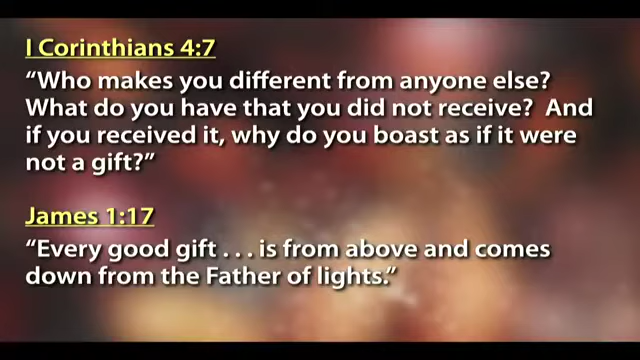 I Corinthians 4:7
“Who makes you different from anyone else?
What do you have that you did not receive?  And
if you received it, why do you boast as if it were
not a gift?”
James 1:17
“Every good gift . . . is from above and comes
down from the Father of lights.”